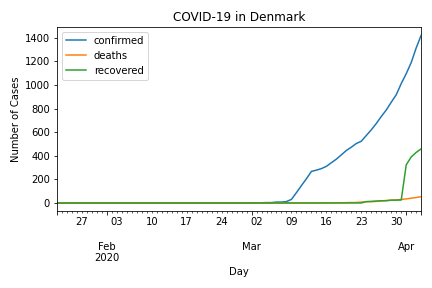 COVID-19 in Denmark
confirmed
deaths
recovered
Number of Cases
1400
1200
1000
800
600
400
200
0
27 03 10 17 24 02 09 16 23 30
Feb Mar Apr
2020
Day